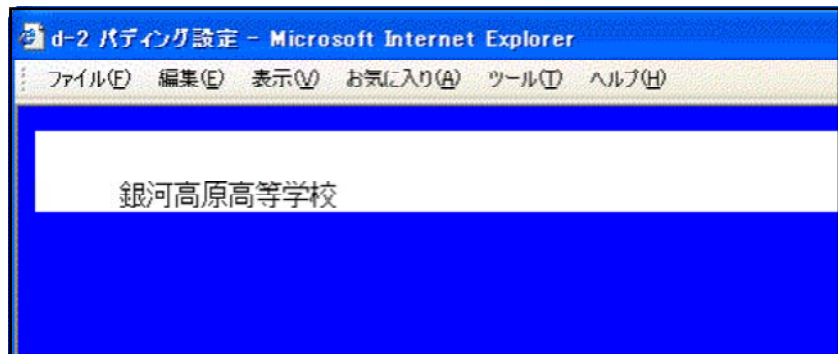 d-2 パディング設定 - Microsoft Internet Explorer
ファイル(F) 編集(E) 表示(V) お気に入り(A) ツール(T) ヘルプ(H)
銀河高原高等学校